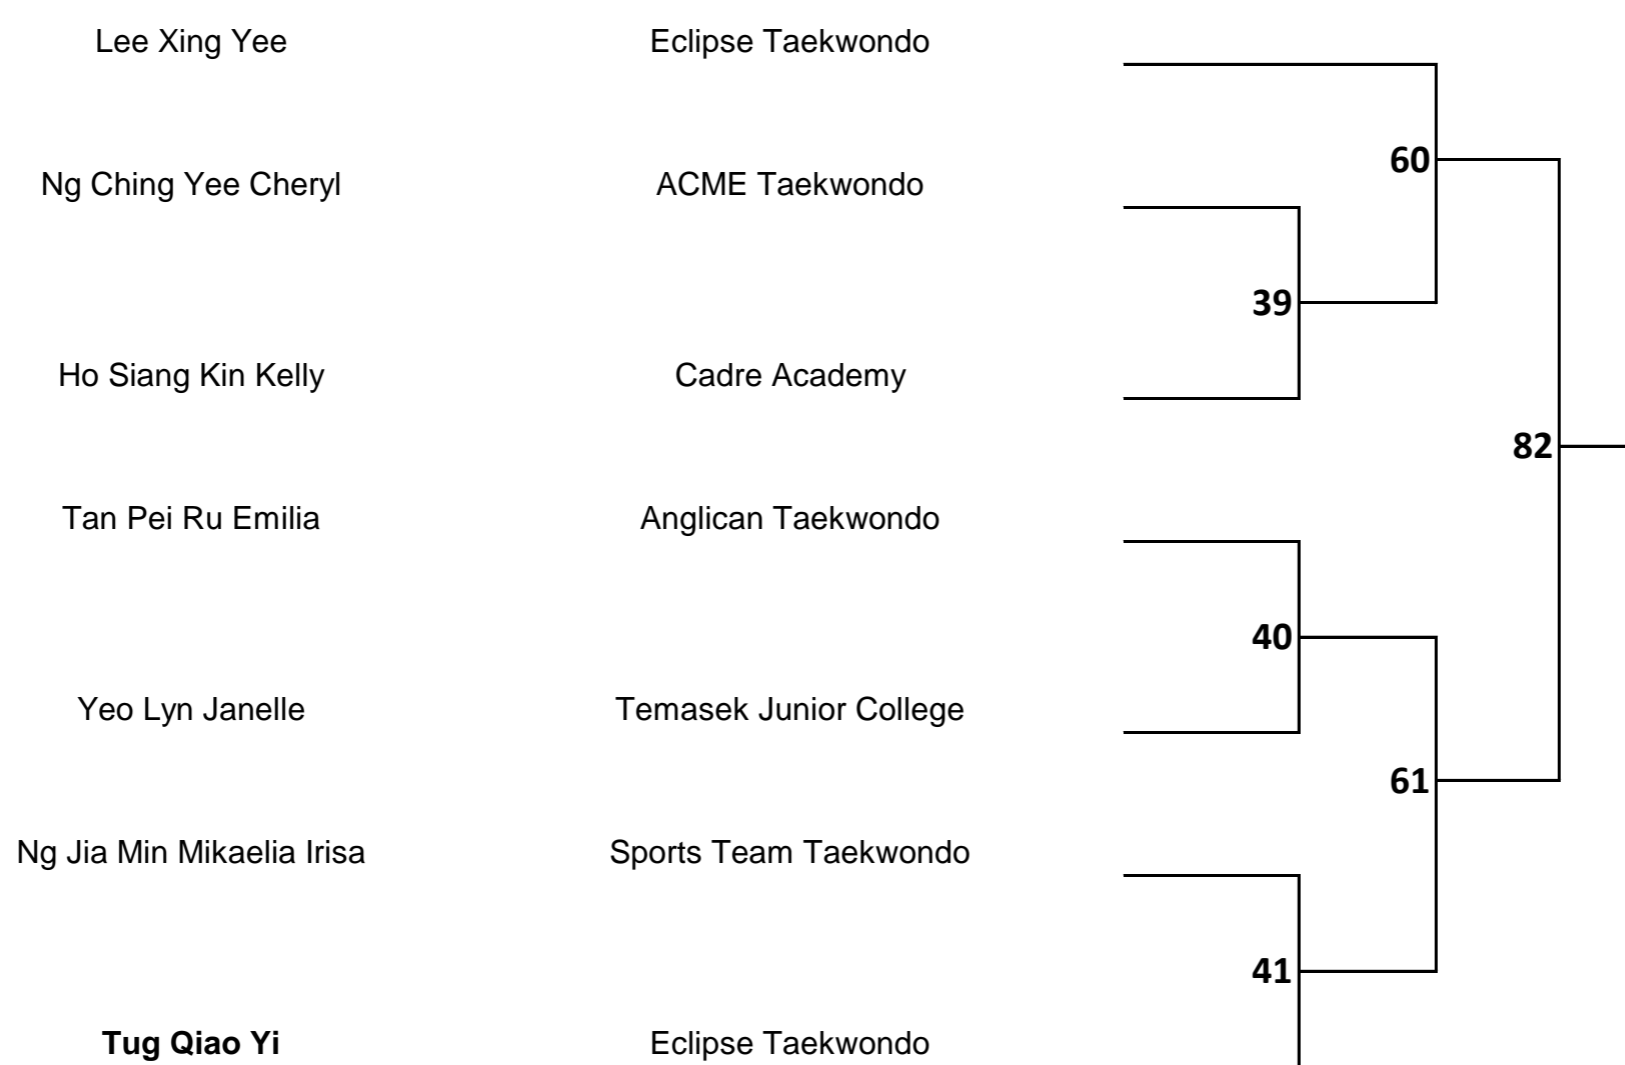 Lee Xing Yee Eclipse Taekwondo
60
Ng Ching Yee Cheryl ACME Taekwondo
39
Ho Siang Kin Kelly Cadre Academy
82
Tan Pei Ru Emilia Anglican Taekwondo
40
Yeo Lyn Janelle Temasek Junior College
61
Ng Jia Min Mikaelia Irisa Sports Team Taekwondo
41
Tug Qiao Yi Eclipse Taekwondo